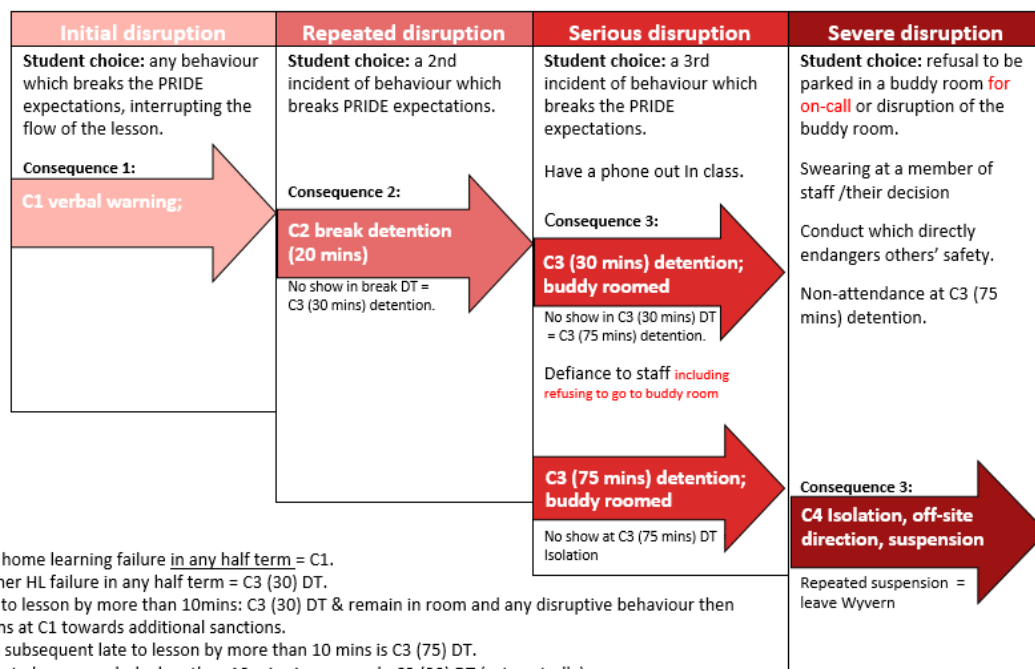 Initial disruption
Student choice: any behaviour
which breaks the PRIDE
expectations, interrupting the
flow of the lesson.
Consequence 1:
C1 verbal warning;
Repeated disruption
Student choice: a 2nd
incident of behaviour which
breaks PRIDE expectations.
Consequence 2:
C2 break detention
(20 mins)
No show in break DT =
C3 (30 mins) detention.
Serious disruption
Student choice: a 3rd
incident of behaviour which
breaks the PRIDE
expectations.
Have a phone out In class.
Consequence 3:
C3 (30 mins) detention;
buddy roomed
No show in C3 (30 mins) DT
= C3 (75 mins) detention.
Defiance to staff including
refusing to go to buddy room
C3 (75 mins) detention;
buddy roomed
No show at C3 (75 mins) DT
Isolation
Severe disruption
Student choice: refusal to be
parked in a buddy room for
on-call or disruption of the
buddy room.
Swearing at a member of
staff /their decision
Conduct which directly
endangers others’ safety.
Non-attendance at C3 (75
mins) detention.
Consequence 3:
C4 Isolation, off-site
direction, suspension
Repeated suspension =
leave Wyvern
home learning failure in any half term = C1.
HL failure in any half term = C3 (30) DT.
to lesson by more than 10mins: C3 (30) DT & remain in room and any disruptive behaviour then
at C1 towards additional sanctions.
subsequent late to lesson by more than 10 mins is C3 (75) DT.